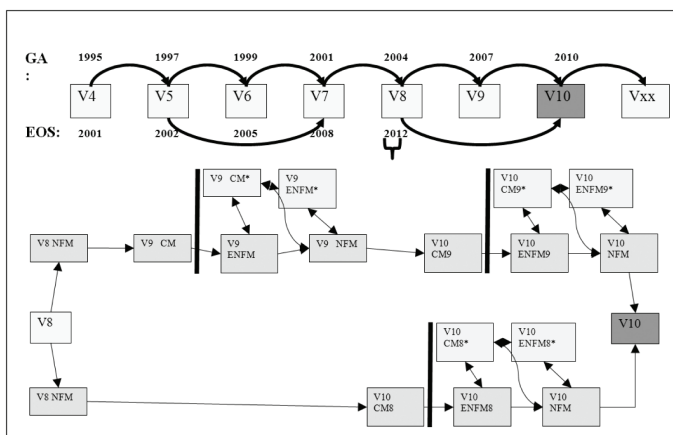 GA 1995 1997 1999 2001 2004 2007 2010
:
V4 V5 V6 V7 V8 V9 V10 Vxx
EOS: 2001 2002 2005 2008 2012
V9 CM*
V9
ENFM*
V10
CM9*
V10
ENFM9*
V8 NFM
V9 CM
V9
ENFM
V9 NFM
V10
CM9
V10
ENFM9
V10
NFM
V8
V10
V10
CM8*
V10
ENFM8*
V8 NFM
V10
CM8
V10
ENFM8
V10
NFM